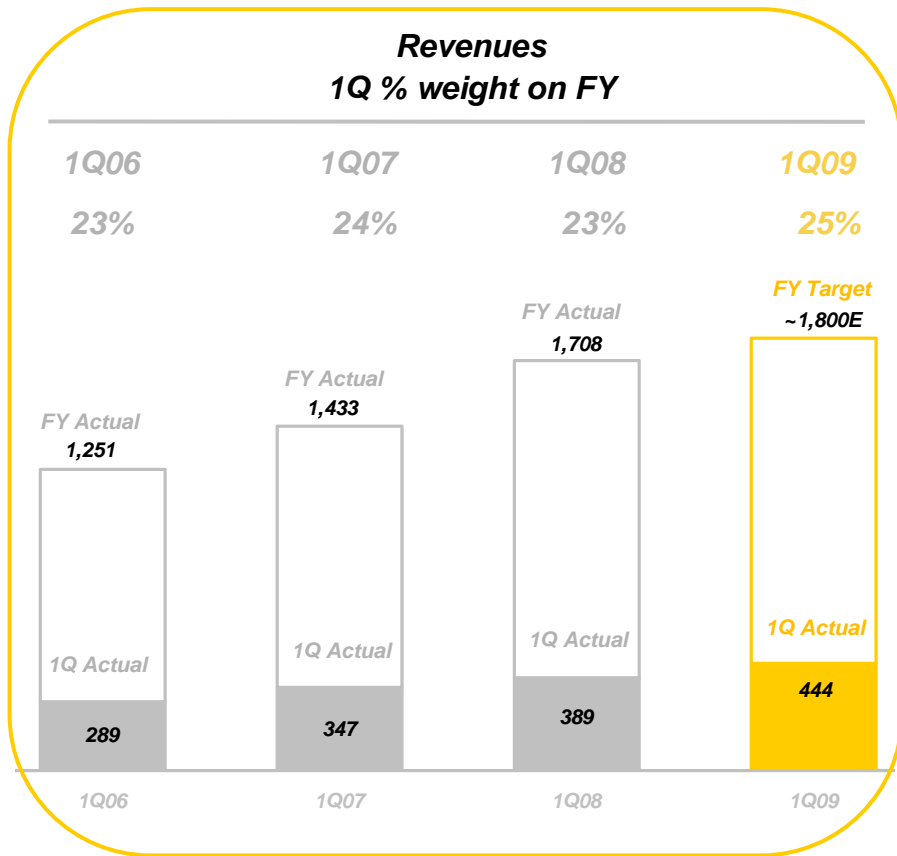 Revenues
1Q % weight on FY
1Q06 1Q07 1Q08 1Q09
23% 24% 23% 25%
FY Target
~1,800E
FY Actual
1,708
FY Actual
1,433
FY Actual
1,251
1Q Actual 1Q Actual 1Q Actual 1Q Actual
289 347 389 444
1Q06 1Q07 1Q08 1Q09